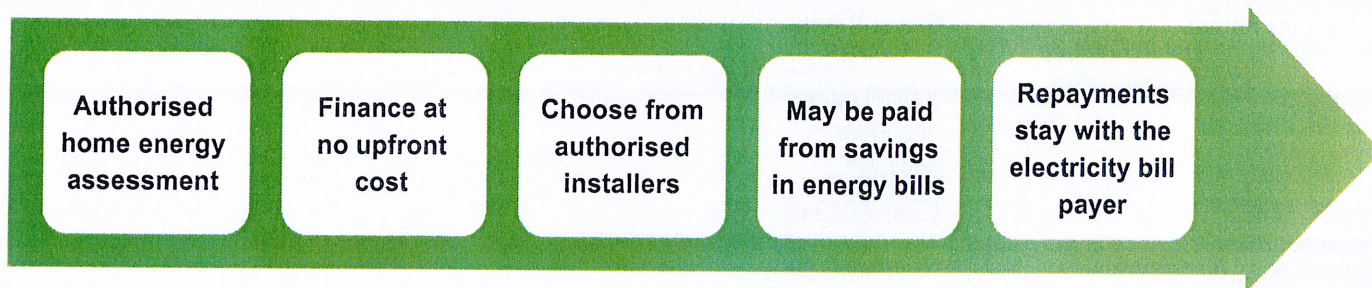 Authorised
home energy
assessment
Finance at
no upfront
cost
Choose from
authorised
installers
May be paid
from savings
in energy bills
Repayments
stay with the
electricity bill
payer